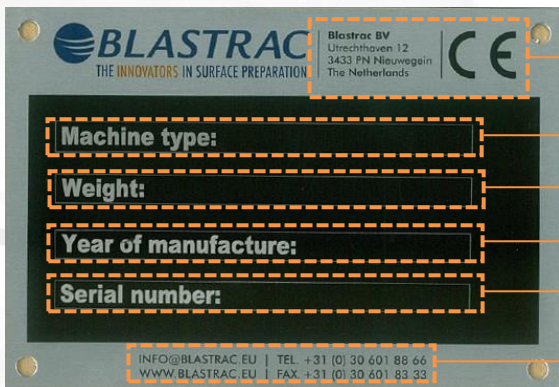 BLASTRAC
THE INNOVATORS IN SURFACE PREPARATION
Blastrac BV
Utrechthaven 12
3433 PN Nieuwegein
The Netherlands
CE
Machine type:
Weight:
Year of manufacture:
Serial number:
INFO@BLASTRAC.EU | TEL. +31 (0) 30 601 88 66
WWW.BLASTRAC.EU | FAX. +31 (0) 30 601 83 33